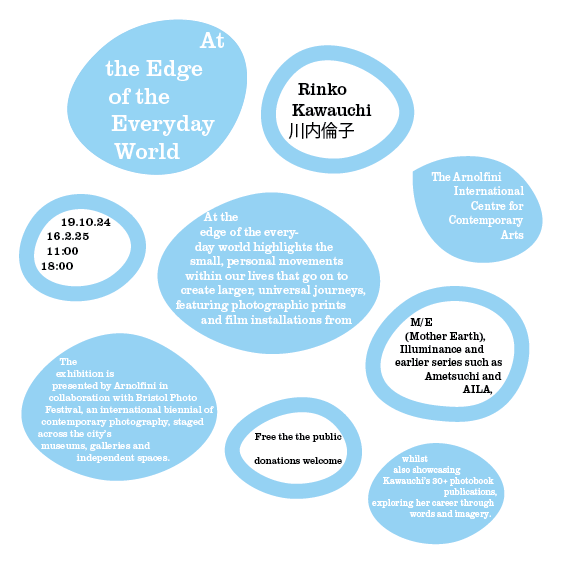 At
the Edge
of the
Everyday
World
Rinko
Kawauchi
川内倫子
The Arnolfini
International
Centre for
Contemporary
Arts
19.10.24
16.2.25
11:00
18:00
At the
edge of the every-
day world highlights the
small, personal movements
within our lives that go on to
create larger, universal journeys,
featuring photographic prints
and film installations from
M/E
(Mother Earth),
Illuminance and
earlier series such as
Ametsuchi and
AILA,
The
exhibition is
presented by Arnolfini in
collaboration with Bristol Photo
Festival, an international biennial of
contemporary photography, staged
across the city's
museums, galleries and
independent spaces.
Free the the public
donations welcome
whilst
also showcasing
Kawauchi's 30+ photobook
publications,
exploring her career through
words and imagery.